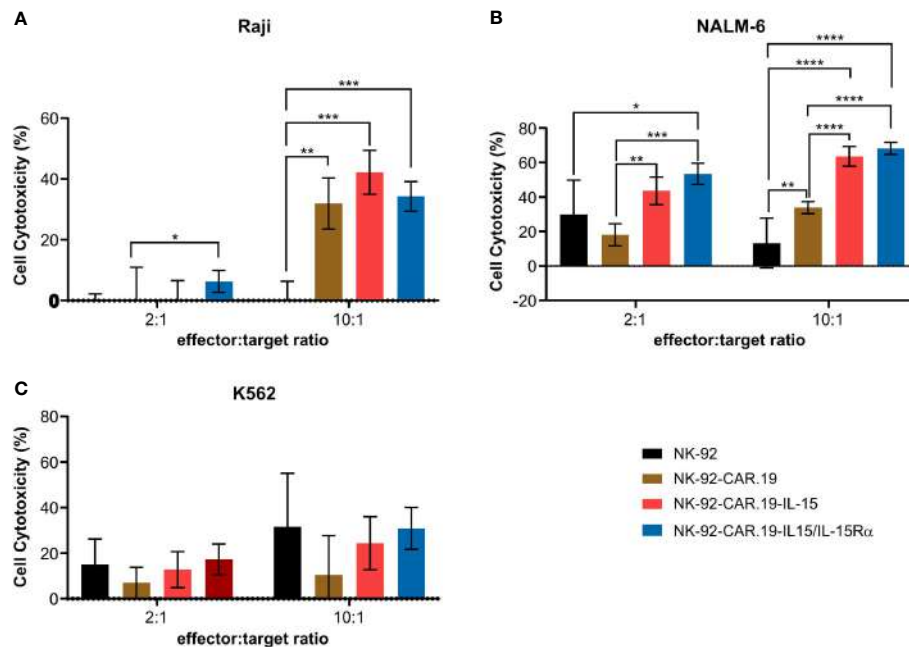 A
Raji
Cell Cytotoxicity (%)
60
40
20
0
*
**
***
***
2:1
10:1
effector:target ratio
B
NALM-6
Cell Cytotoxicity (%)
80
60
40
20
0
-20
*
***
**
****
****
****
****
**
2:1
10:1
effector:target ratio
C
K562
Cell Cytotoxicity (%)
80
60
40
20
0
2:1
10:1
effector:target ratio
NK-92
NK-92-CAR.19
NK-92-CAR.19-IL-15
NK-92-CAR.19-IL15/IL-15Rα